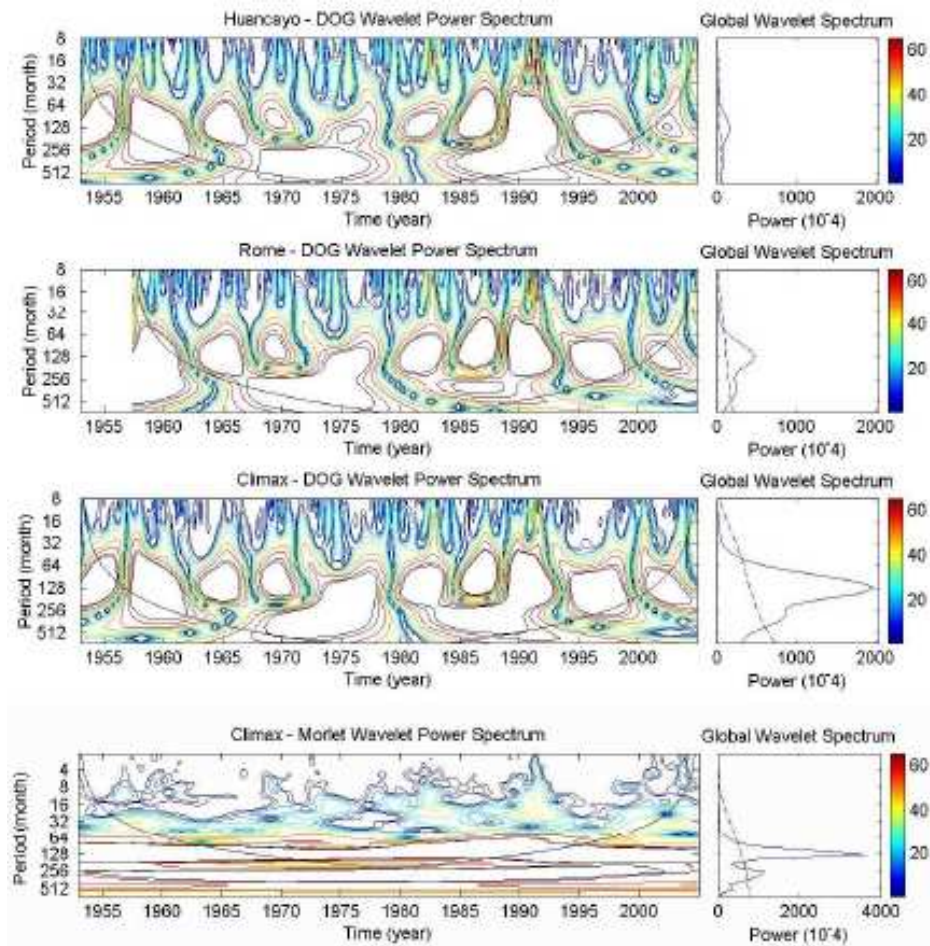 Huancayo - DOG Wavelet Power Spectrum Global Wavelet Spectrum
8 16 32 64 128 256 512
Period (month)
1955 1960 1965 1970 1975 1980 1985 1990 1995 2000
Time (year)
0 1000 2000
Power (10^-4)
60 40 20
Rome - DOG Wavelet Power Spectrum Global Wavelet Spectrum
8 16 32 64 128 256 512
Period (month)
1955 1960 1965 1970 1975 1980 1985 1990 1995 2000
Time (year)
0 1000 2000
Power (10^-4)
60 40 20
Climax - DOG Wavelet Power Spectrum Global Wavelet Spectrum
8 16 32 64 128 256 512
Period (month)
1955 1960 1965 1970 1975 1980 1985 1990 1995 2000
Time (year)
0 1000 2000
Power (10^-4)
60 40 20
Climax - Morlet Wavelet Power Spectrum Global Wavelet Spectrum
4 8 16 32 64 128 256 512
Period (month)
1955 1960 1965 1970 1975 1980 1985 1990 1995 2000
Time (year)
0 2000 4000
Power (10^-4)
60 40 20